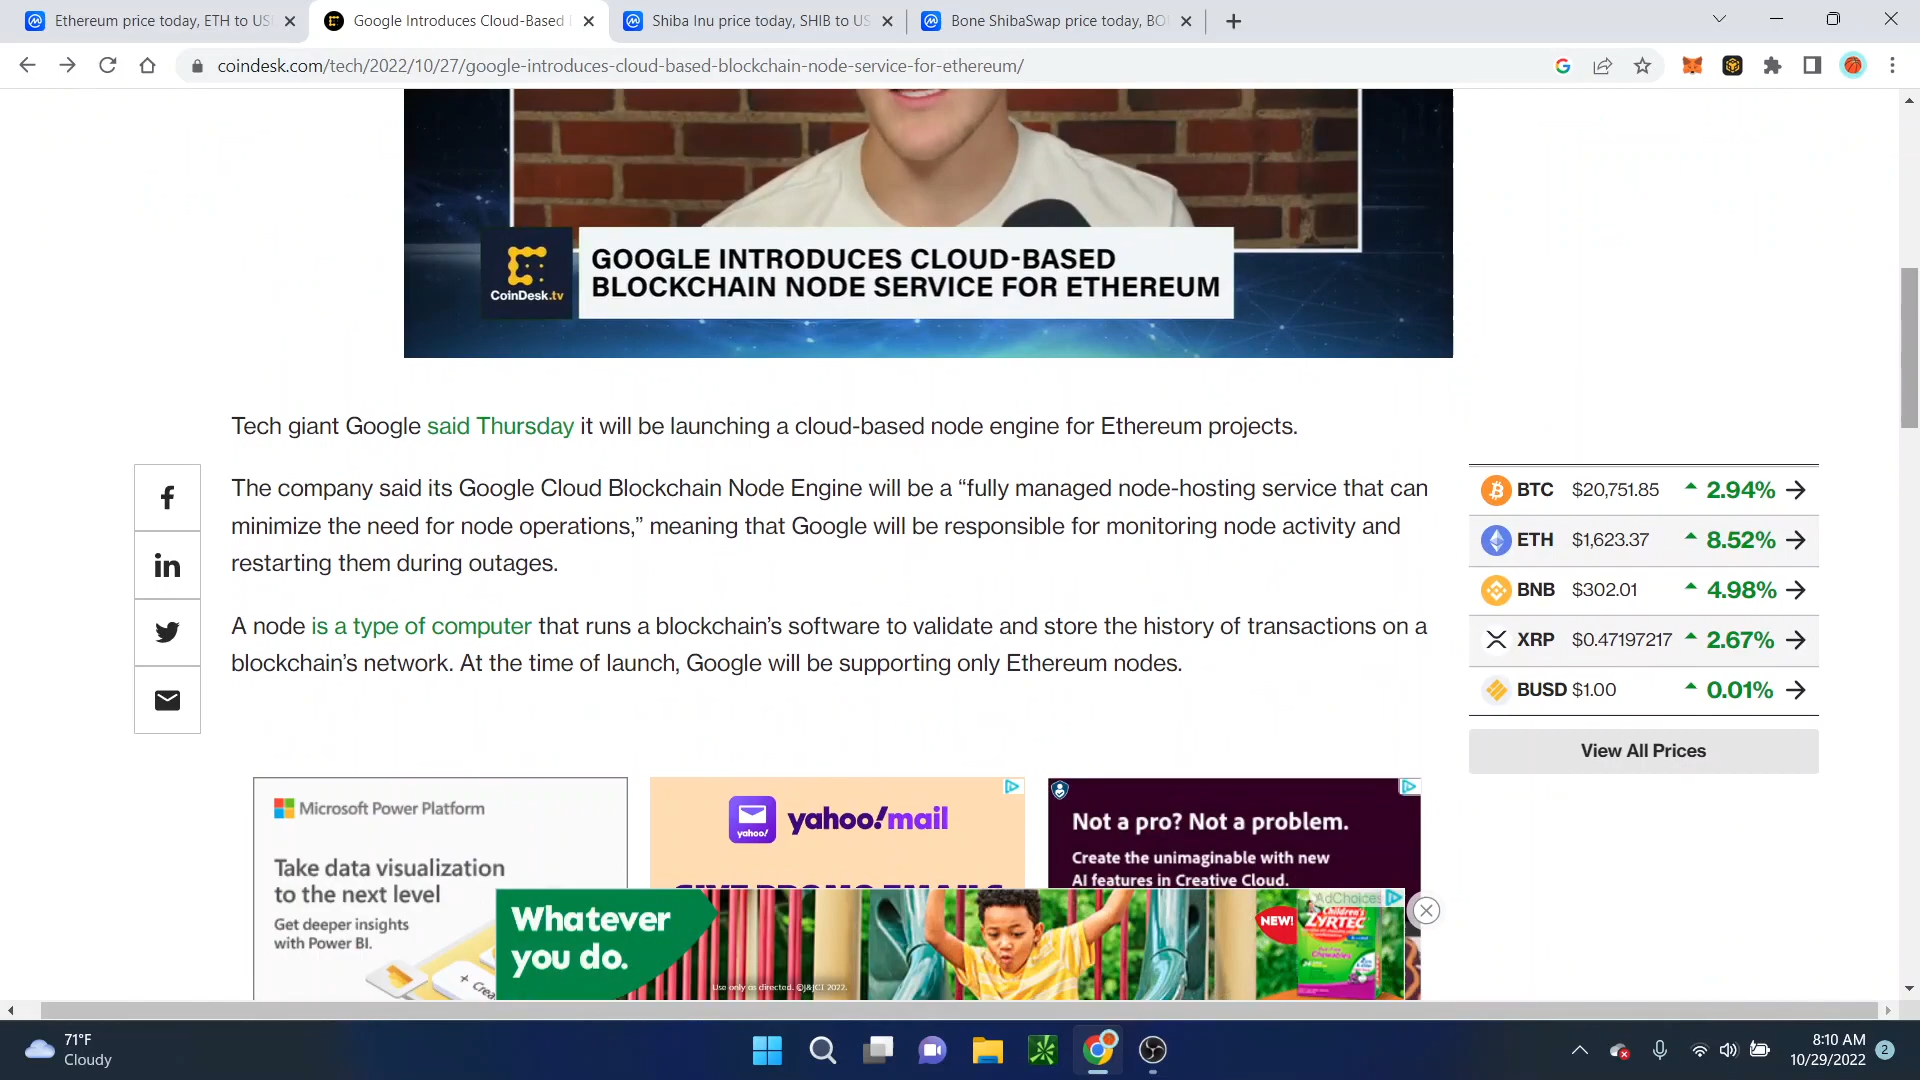 Ethereum price today, ETH to US
Google Introduces Cloud-Based
Shiba Inu price today, SHIB to US
Bone ShibaSwap price today, BO
coindesk.com/tech/2022/10/27/google-introduces-cloud-based-blockchain-node-service-for-ethereum/
CoinDesk.tv
GOOGLE INTRODUCES CLOUD-BASED
BLOCKCHAIN NODE SERVICE FOR ETHEREUM
Tech giant Google said Thursday it will be launching a cloud-based node engine for Ethereum projects.
The company said its Google Cloud Blockchain Node Engine will be a “fully managed node-hosting service that can
minimize the need for node operations,” meaning that Google will be responsible for monitoring node activity and
restarting them during outages.
A node is a type of computer that runs a blockchain’s software to validate and store the history of transactions on a
blockchain’s network. At the time of launch, Google will be supporting only Ethereum nodes.
BTC $20,751.85 2.94%
ETH $1,623.37 8.52%
BNB $302.01 4.98%
XRP $0.47197217 2.67%
BUSD $1.00 0.01%
View All Prices
Microsoft Power Platform
Take data visualization
to the next level
Get deeper insights
with Power BI.
yahoo!
yahoo!mail
Not a pro? Not a problem.
Create the unimaginable with new
AI features in Creative Cloud.
Whatever
you do.
Use only as directed. ©J&JCI 2022.
AdChoices
NEW!
Children's
ZYRTEC
71°F
Cloudy
8:10 AM
10/29/2022
2